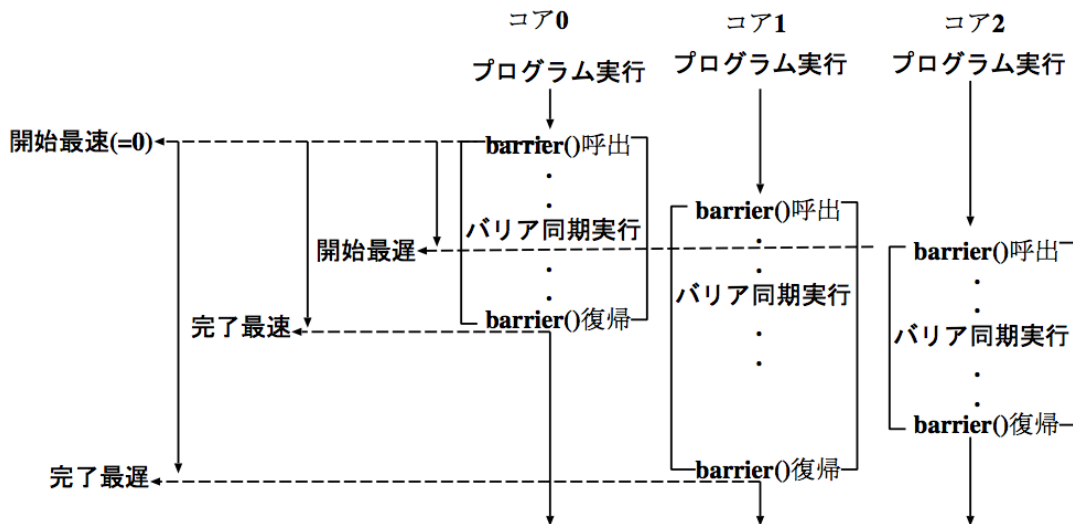 コア0
プログラム実行
barrier()呼出
バリア同期実行
barrier()復帰
コア1
プログラム実行
barrier()呼出
バリア同期実行
barrier()復帰
コア2
プログラム実行
barrier()呼出
バリア同期実行
barrier()復帰
開始最速(=0)
開始最遅
完了最速
完了最遅